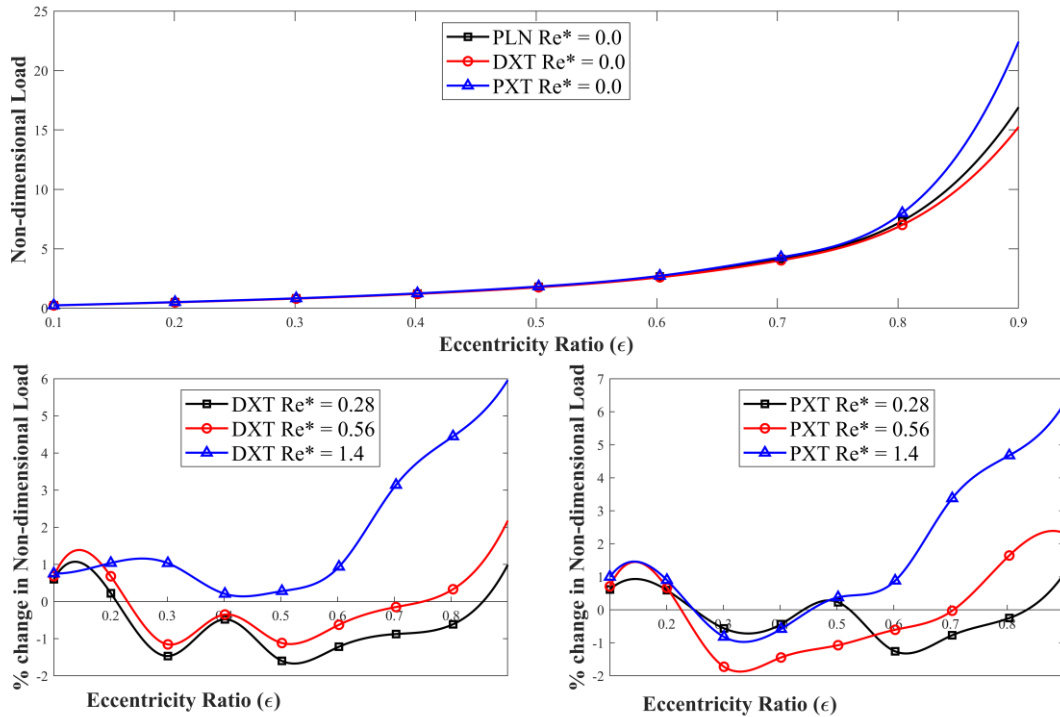 25
20
15
10
5
0
Non-dimensional Load
PLN Re* = 0.0
DXT Re* = 0.0
PXT Re* = 0.0
0.1 0.2 0.3 0.4 0.5 0.6 0.7 0.8 0.9
Eccentricity Ratio (ϵ)
6
5
4
3
2
1
0
-1
-2
% change in Non-dimensional Load
DXT Re* = 0.28
DXT Re* = 0.56
DXT Re* = 1.4
0.2 0.3 0.4 0.5 0.6 0.7 0.8
Eccentricity Ratio (ϵ)
7
6
5
4
3
2
1
0
-1
-2
% change in Non-dimensional Load
PXT Re* = 0.28
PXT Re* = 0.56
PXT Re* = 1.4
0.2 0.3 0.4 0.5 0.6 0.7 0.8
Eccentricity Ratio (ϵ)